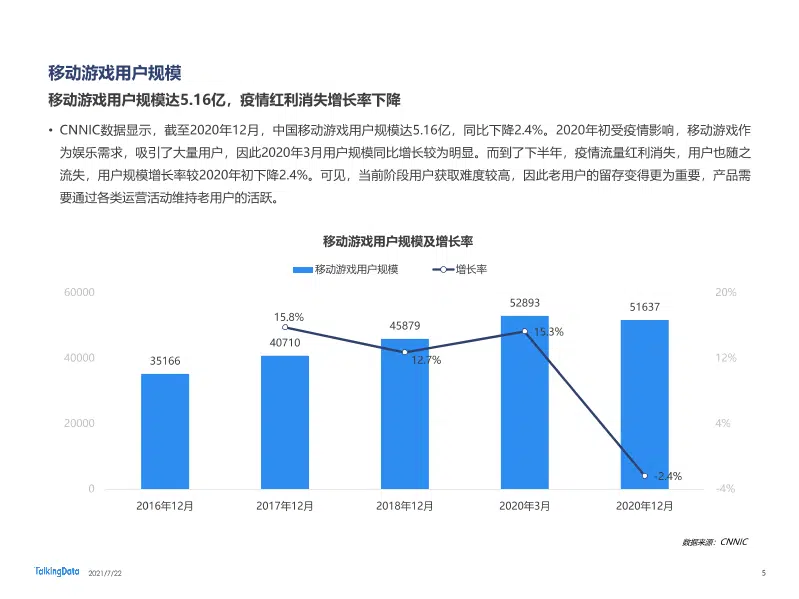 移动游戏用户规模
移动游戏用户规模达5.16亿，疫情红利消失增长率下降
• CNNIC数据显示，截至2020年12月，中国移动游戏用户规模达5.16亿，同比下降2.4%。2020年初受疫情影响，移动游戏作
为娱乐需求，吸引了大量用户，因此2020年3月用户规模同比增长较为明显。而到了下半年，疫情流量红利消失，用户也随之
流失，用户规模增长率较2020年初下降2.4%。可见，当前阶段用户获取难度较高，因此老用户的留存变得更为重要，产品需
要通过各类运营活动维持老用户的活跃。
移动游戏用户规模及增长率
移动游戏用户规模 增长率
60000
40000
20000
0
20%
12%
4%
-4%
35166
40710
45879
52893
51637
15.8%
12.7%
15.3%
-2.4%
2016年12月 2017年12月 2018年12月 2020年3月 2020年12月
数据来源：CNNIC
TalkingData 2021/7/22 5